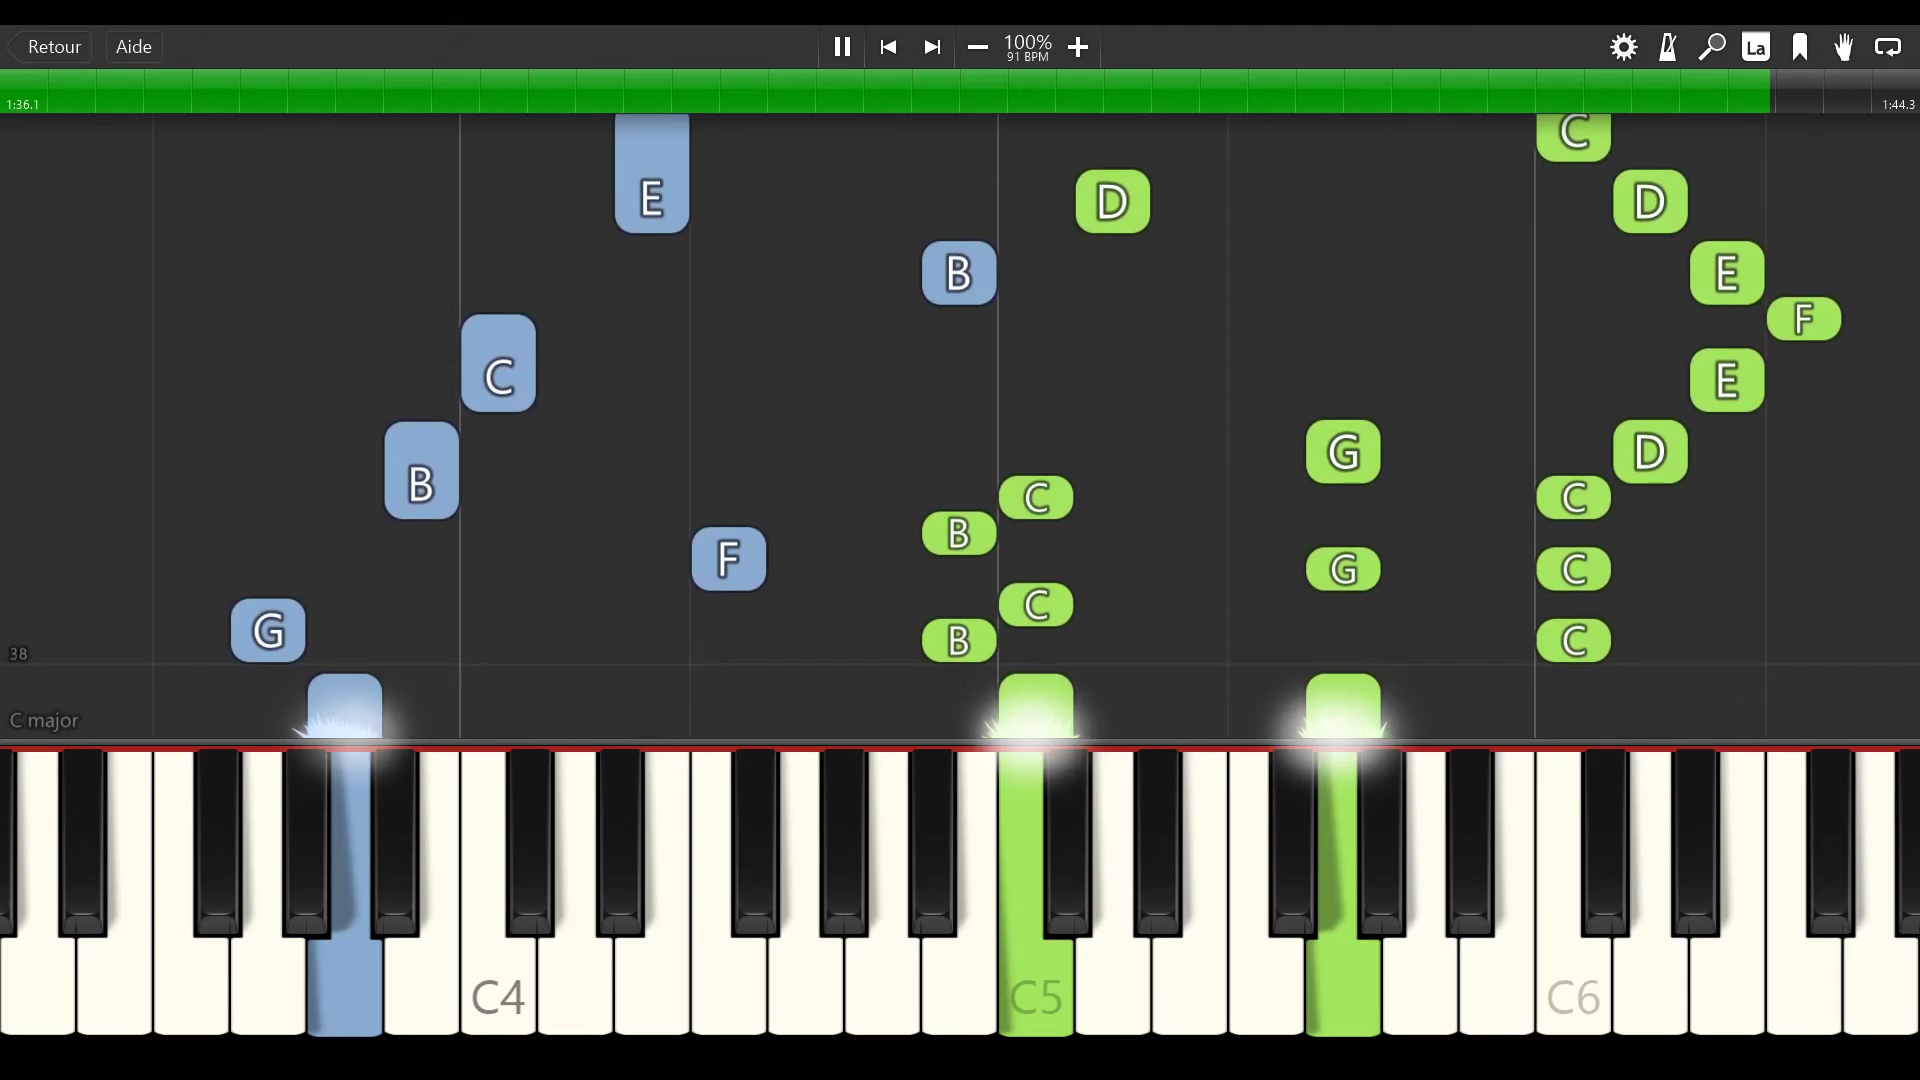 Retour Aide 100% La
91 BPM
1:36.1 1:44.3
C
E D D
B E
F
C E
B G D
C C
B
F G C
C
G B C
38
C major
C4 C5 C6